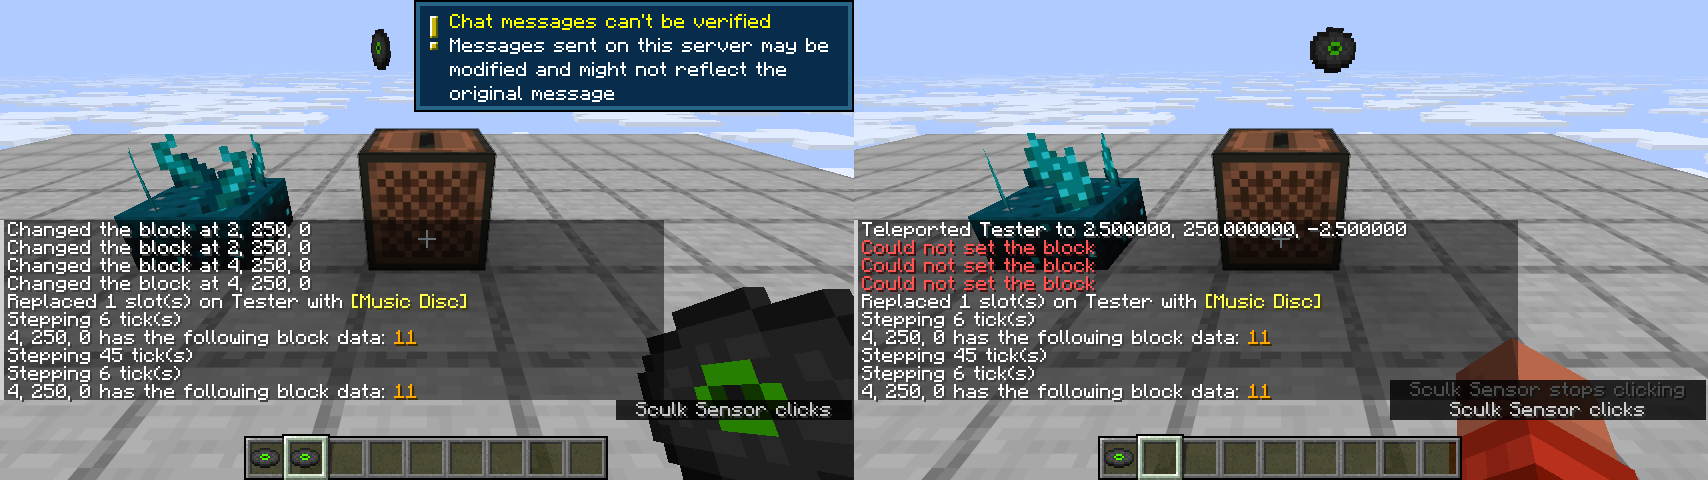 Chat messages can't be verified
Messages sent on this server may be
modified and might not reflect the
original message
Changed the block at 2, 250, 0
Changed the block at 2, 250, 0
Changed the block at 4, 250, 0
Changed the block at 4, 250, 0
Replaced 1 slot(s) on Tester with [Music Disc]
Stepping 6 tick(s)
4, 250, 0 has the following block data: 11
Stepping 45 tick(s)
Stepping 6 tick(s)
4, 250, 0 has the following block data: 11
Sculk Sensor clicks
Teleported Tester to 2.500000, 250.000000, -2.500000
Could not set the block
Could not set the block
Could not set the block
Replaced 1 slot(s) on Tester with [Music Disc]
Stepping 6 tick(s)
4, 250, 0 has the following block data: 11
Stepping 45 tick(s)
Stepping 6 tick(s)
4, 250, 0 has the following block data: 11
Sculk Sensor stops clicking
Sculk Sensor clicks